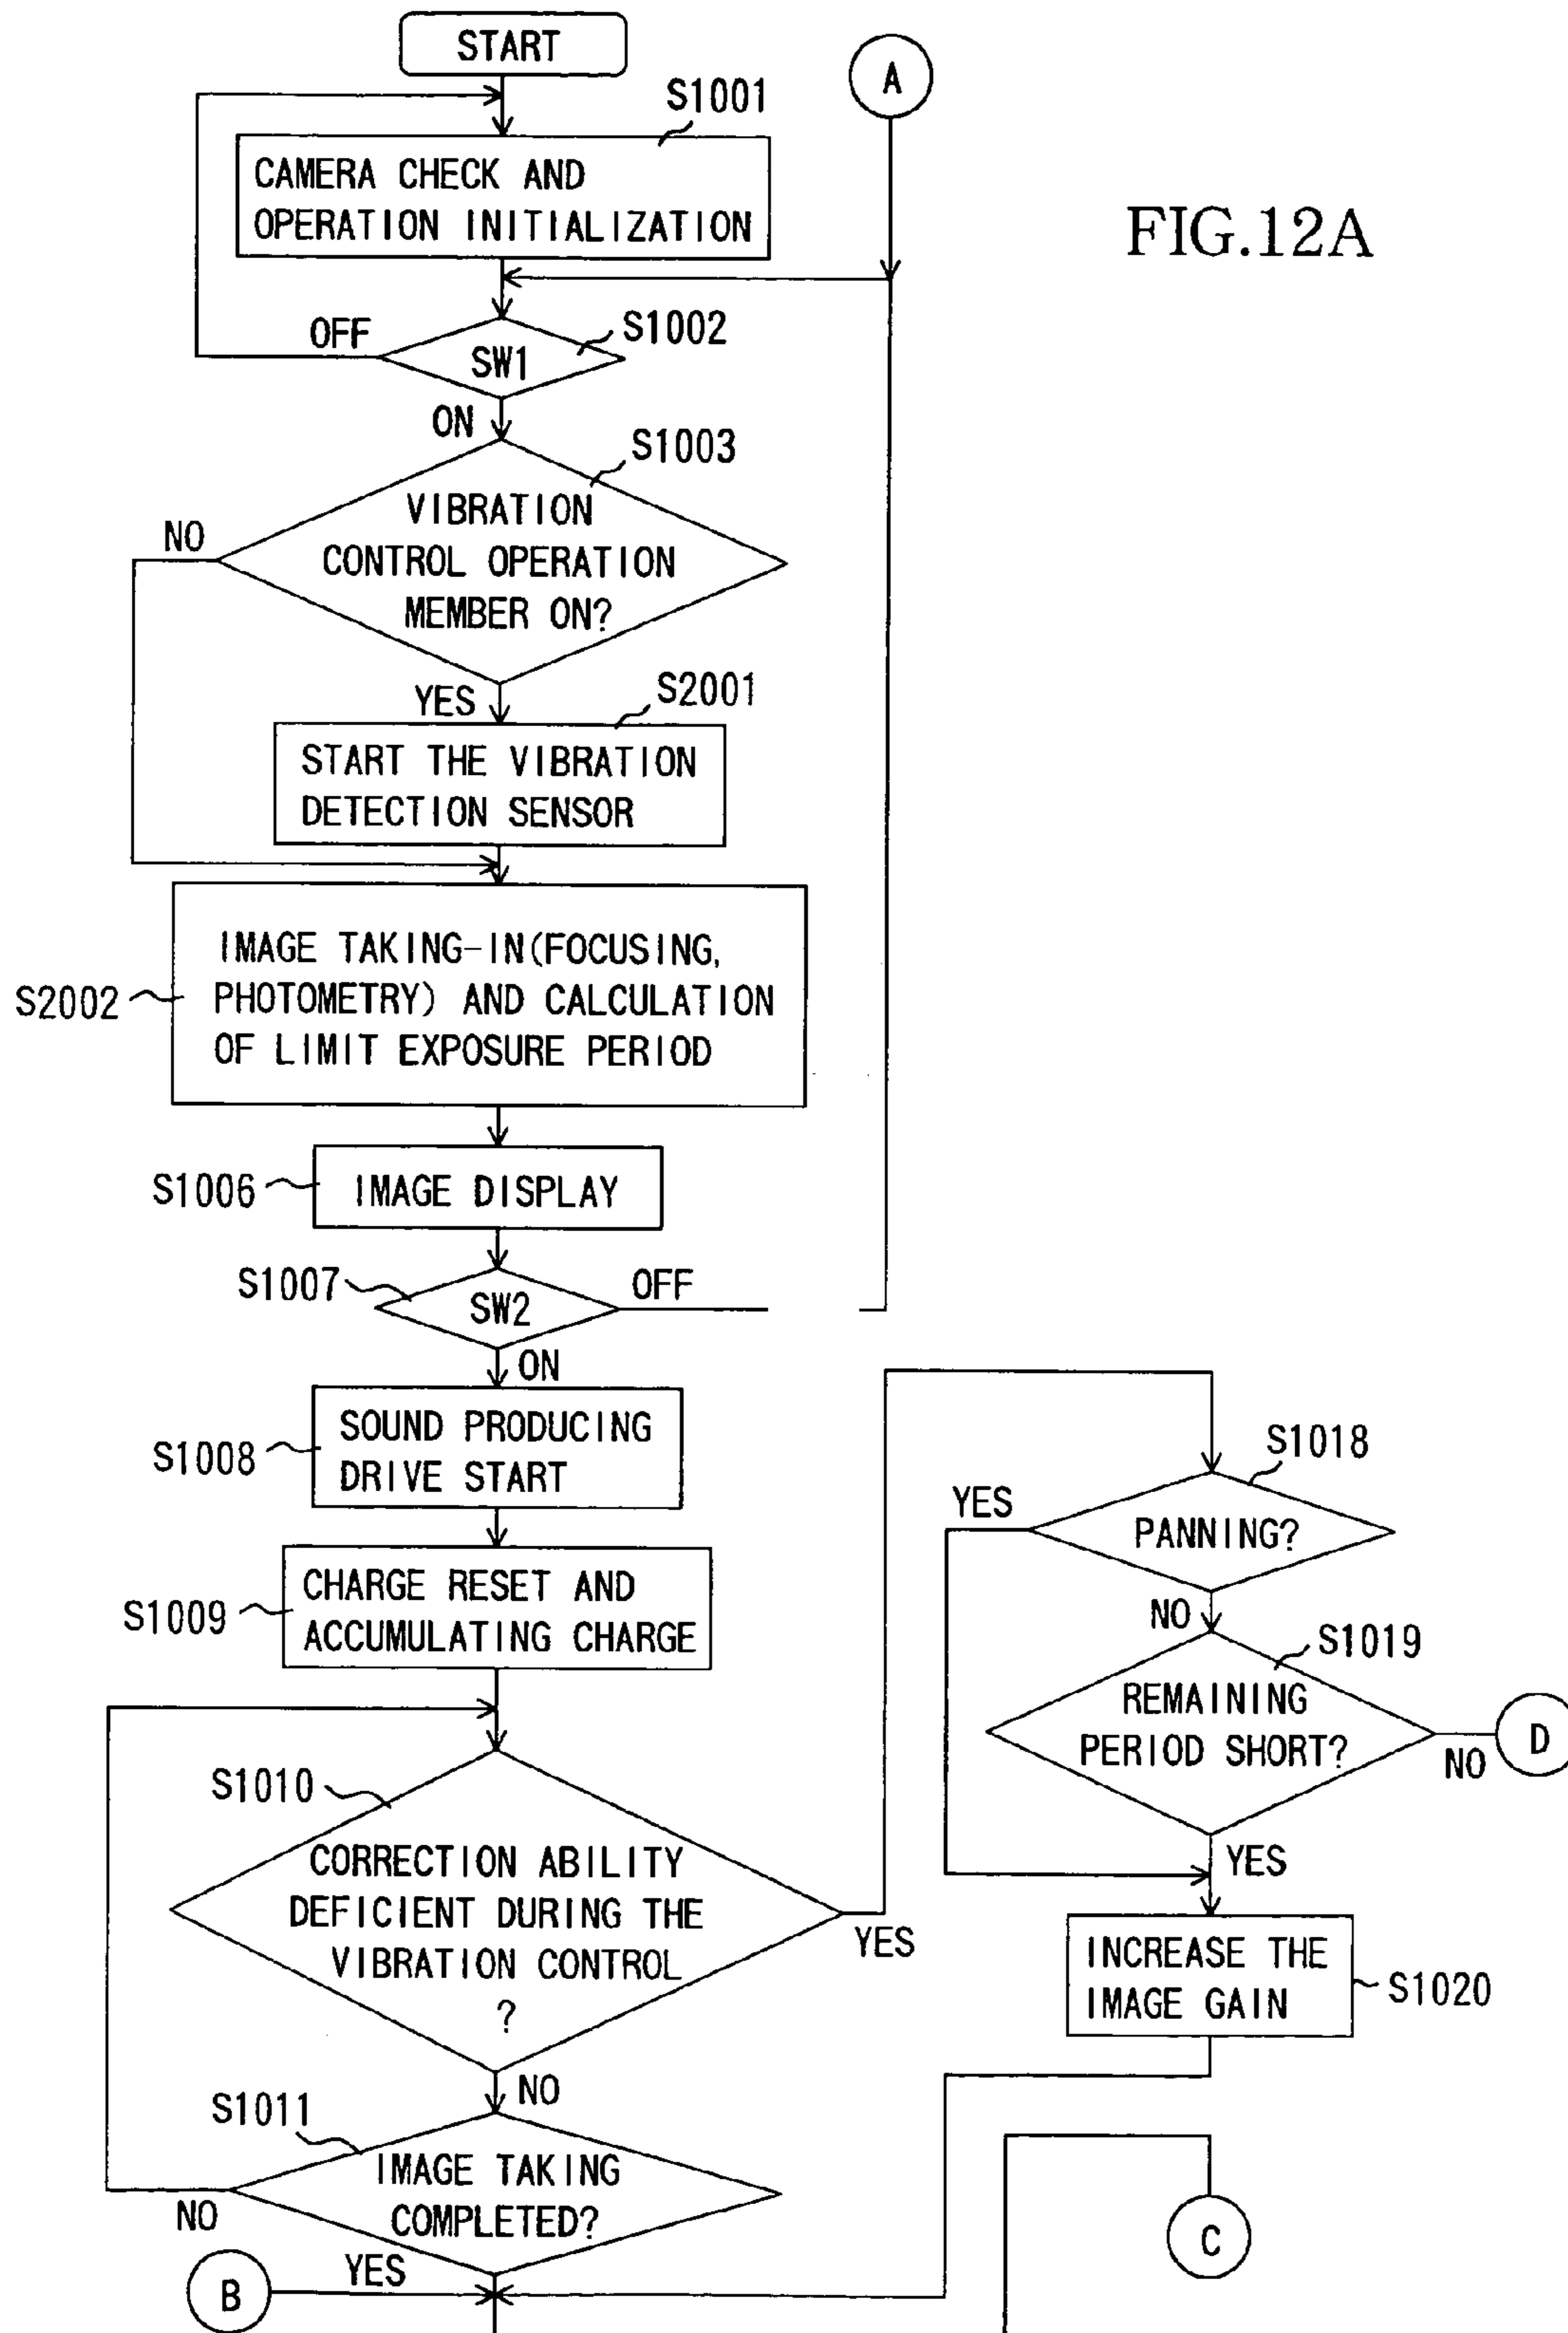 START
A
S1001
CAMERA CHECK AND
OPERATION INITIALIZATION
FIG.12A
OFF
S1002
SW1
ON
S1003
VIBRATION
CONTROL OPERATION
MEMBER ON?
NO
YES
S2001
START THE VIBRATION
DETECTION SENSOR
S2002
IMAGE TAKING-IN(FOCUSING,
PHOTOMETRY) AND CALCULATION
OF LIMIT EXPOSURE PERIOD
S1006
IMAGE DISPLAY
S1007
SW2
OFF
ON
S1008
SOUND PRODUCING
DRIVE START
S1009
CHARGE RESET AND
ACCUMULATING CHARGE
S1010
CORRECTION ABILITY
DEFICIENT DURING THE
VIBRATION CONTROL
?
YES
NO
S1011
IMAGE TAKING
COMPLETED?
NO
YES
B
S1018
YES
PANNING?
NO
S1019
REMAINING
PERIOD SHORT?
NO
D
YES
INCREASE THE
IMAGE GAIN
S1020
C